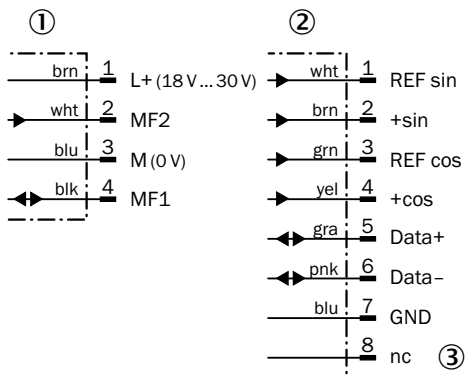 ①
brn 1 L+ (18 V ... 30 V)
wht 2 MF2
blu 3 M (0 V)
blk 4 MF1
②
wht 1 REF sin
brn 2 +sin
grn 3 REF cos
yel 4 +cos
gra 5 Data+
pnk 6 Data–
blu 7 GND
8 nc ③